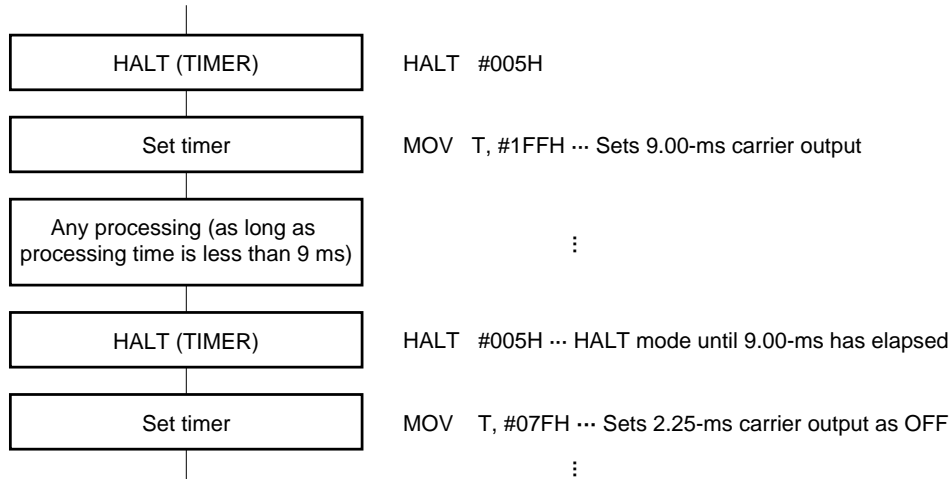 HALT (TIMER) HALT #005H
Set timer MOV T, #1FFH ··· Sets 9.00-ms carrier output
Any processing (as long as
processing time is less than 9 ms)
⋮
HALT (TIMER) HALT #005H ··· HALT mode until 9.00-ms has elapsed
Set timer MOV T, #07FH ··· Sets 2.25-ms carrier output as OFF
⋮